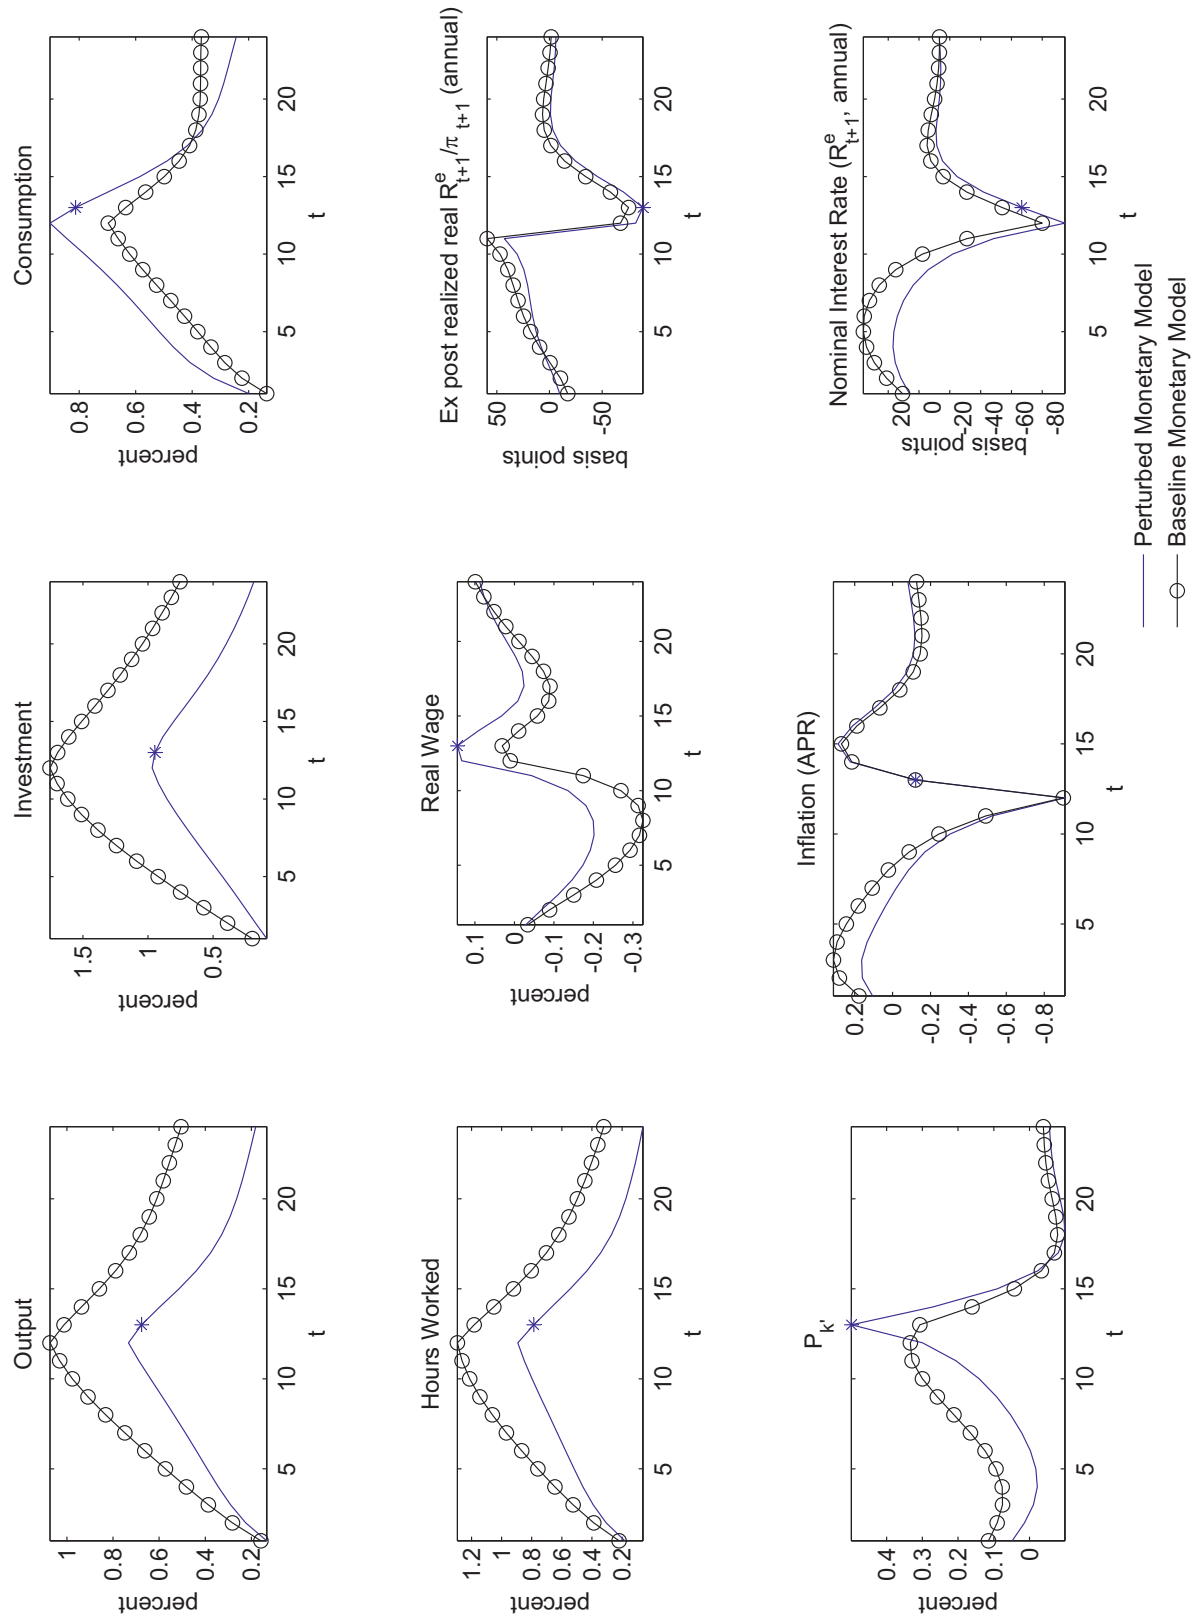 Output
percent
1
0.8
0.6
0.4
0.2
5
10
15
20
t
Investment
percent
1.5
1
0.5
5
10
15
20
t
Consumption
percent
0.8
0.6
0.4
0.2
5
10
15
20
t
Hours Worked
percent
1.2
1
0.8
0.6
0.4
0.2
5
10
15
20
t
Real Wage
percent
0.1
0
-0.1
-0.2
-0.3
5
10
15
20
t
Ex post realized real R^e_{t+1}/π_{t+1} (annual)
basis points
50
0
-50
5
10
15
20
t
P_{k'}
percent
0.4
0.3
0.2
0.1
0
5
10
15
20
t
Inflation (APR)
0.2
0
-0.2
-0.4
-0.6
-0.8
5
10
15
20
t
Nominal Interest Rate (R^e_{t+1}, annual)
basis points
20
0
-20
-40
-60
-80
5
10
15
20
t
Perturbed Monetary Model
Baseline Monetary Model